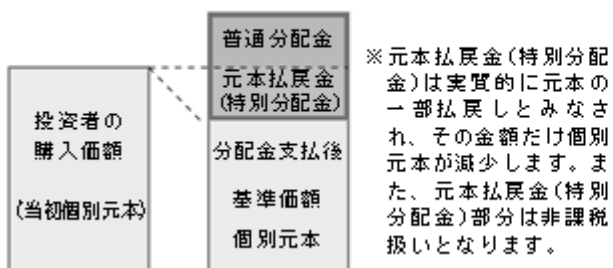 投資者の
購入価額
(当初個別元本)
普通分配金
元本払戻金
(特別分配金)
分配金支払後
基準価額
個別元本
※元本払戻金(特別分配
金)は実質的に元本の
一部払戻しとみなさ
れ、その金額だけ個別
元本が減少します。ま
た、元本払戻金(特別
分配金)部分は非課税
扱いとなります。